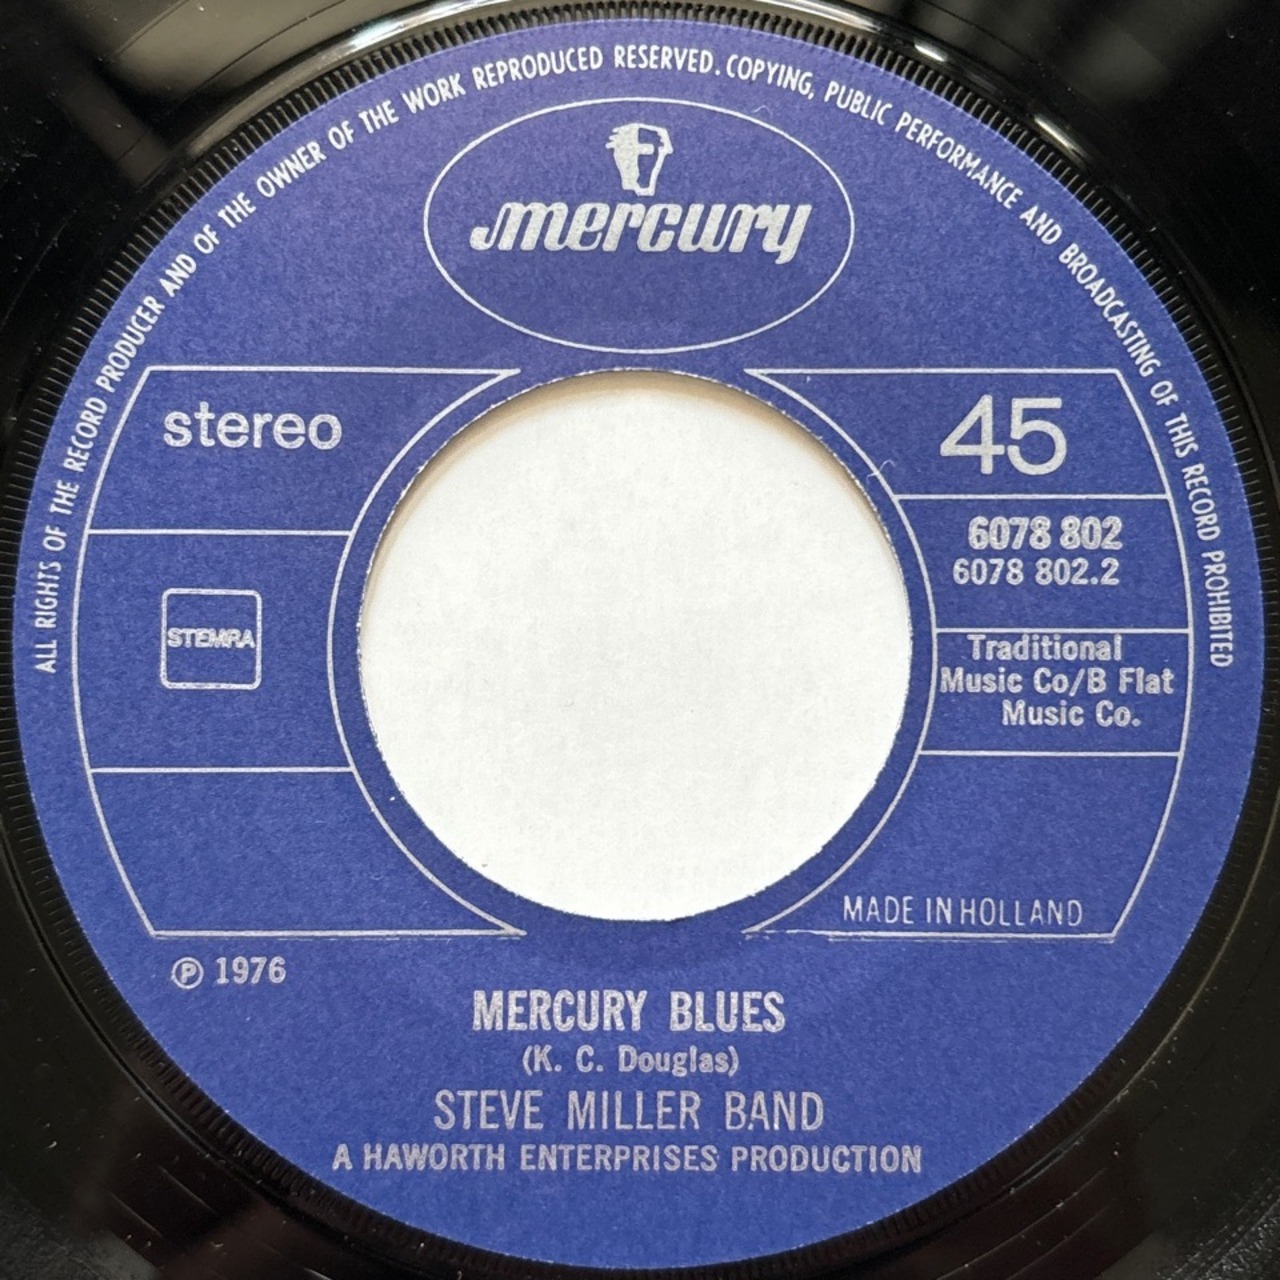 ALL RIGHTS OF THE RECORD PRODUCER AND OF THE OWNER OF THE WORK REPRODUCED RESERVED. COPYING, PUBLIC PERFORMANCE AND BROADCASTING OF THIS RECORD PROHIBITED
mercury
stereo
45
6078 802
6078 802.2
STEMRA
Traditional
Music Co/B Flat
Music Co.
MADE IN HOLLAND
℗ 1976
MERCURY BLUES
(K. C. Douglas)
STEVE MILLER BAND
A HAWORTH ENTERPRISES PRODUCTION